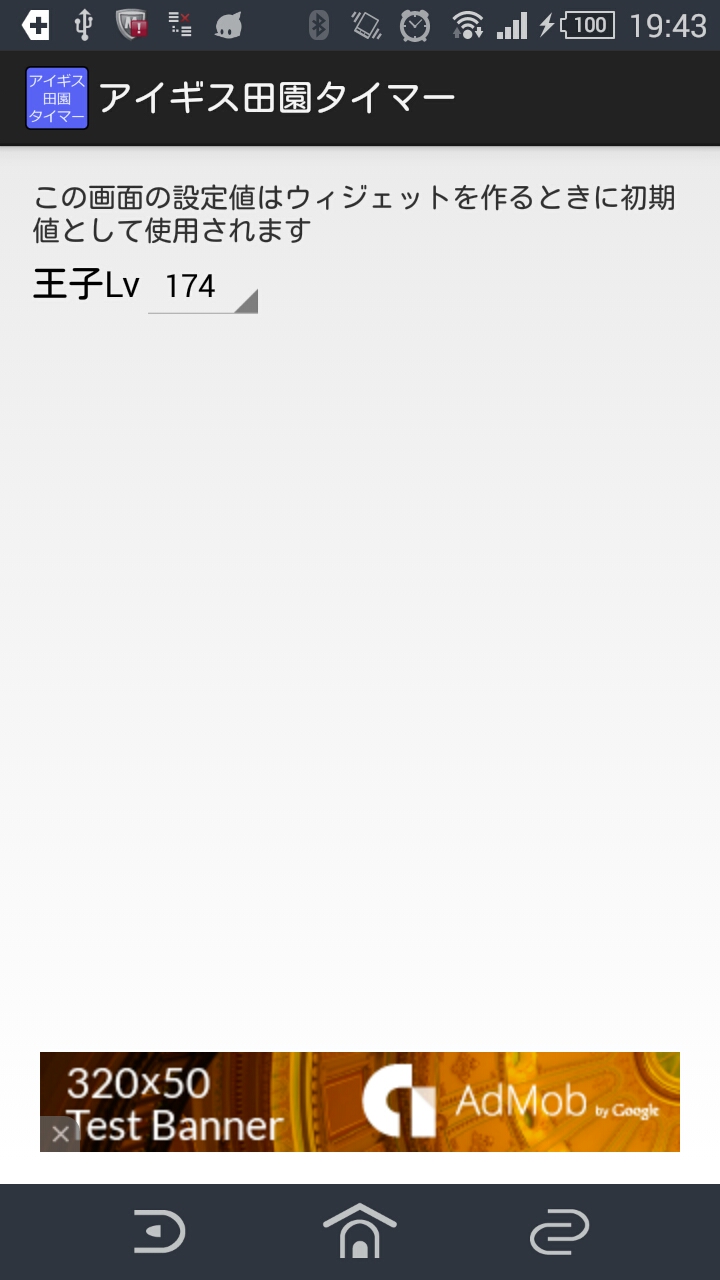 100 19:43
アイギス
田園
タイマー
アイギス田園タイマー
この画面の設定値はウィジェットを作るときに初期
値として使用されます
王子Lv 174
320x50
Test Banner
AdMob by Google